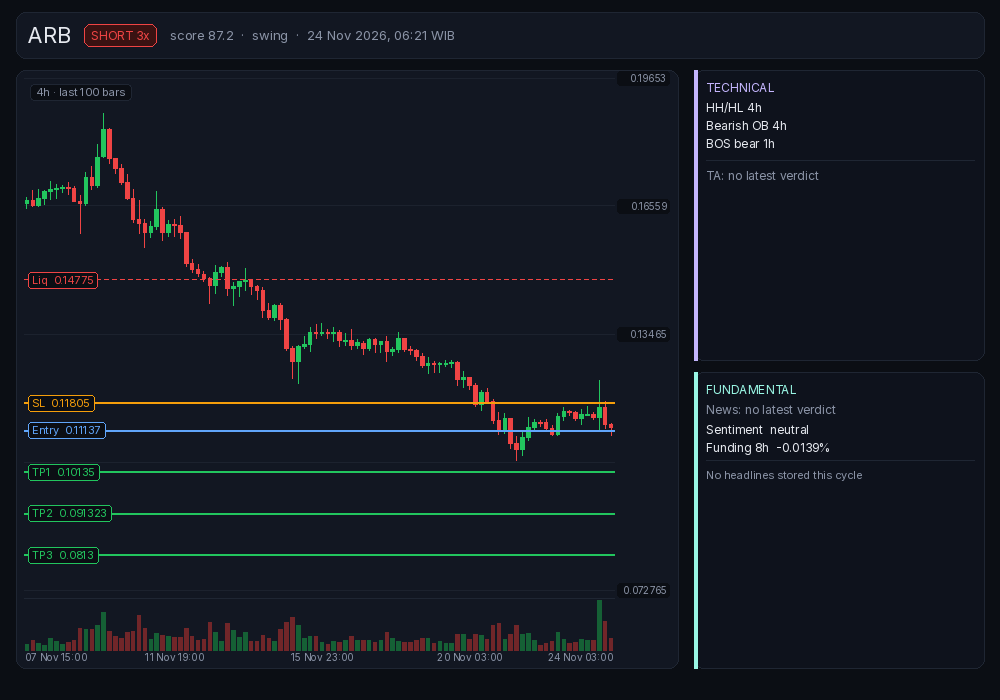 ARB SHORT 3x score 87.2 · swing · 24 Nov 2026, 06:21 WIB
4h · last 100 bars
0.19653
0.16559
Liq 0.14775
0.13465
SL 0.11805
Entry 0.11137
TP1 0.10135
TP2 0.091323
TP3 0.0813
0.072765
07 Nov 15:00 11 Nov 19:00 15 Nov 23:00 20 Nov 03:00 24 Nov 03:00
TECHNICAL
HH/HL 4h
Bearish OB 4h
BOS bear 1h
TA: no latest verdict
FUNDAMENTAL
News: no latest verdict
Sentiment neutral
Funding 8h -0.0139%
No headlines stored this cycle